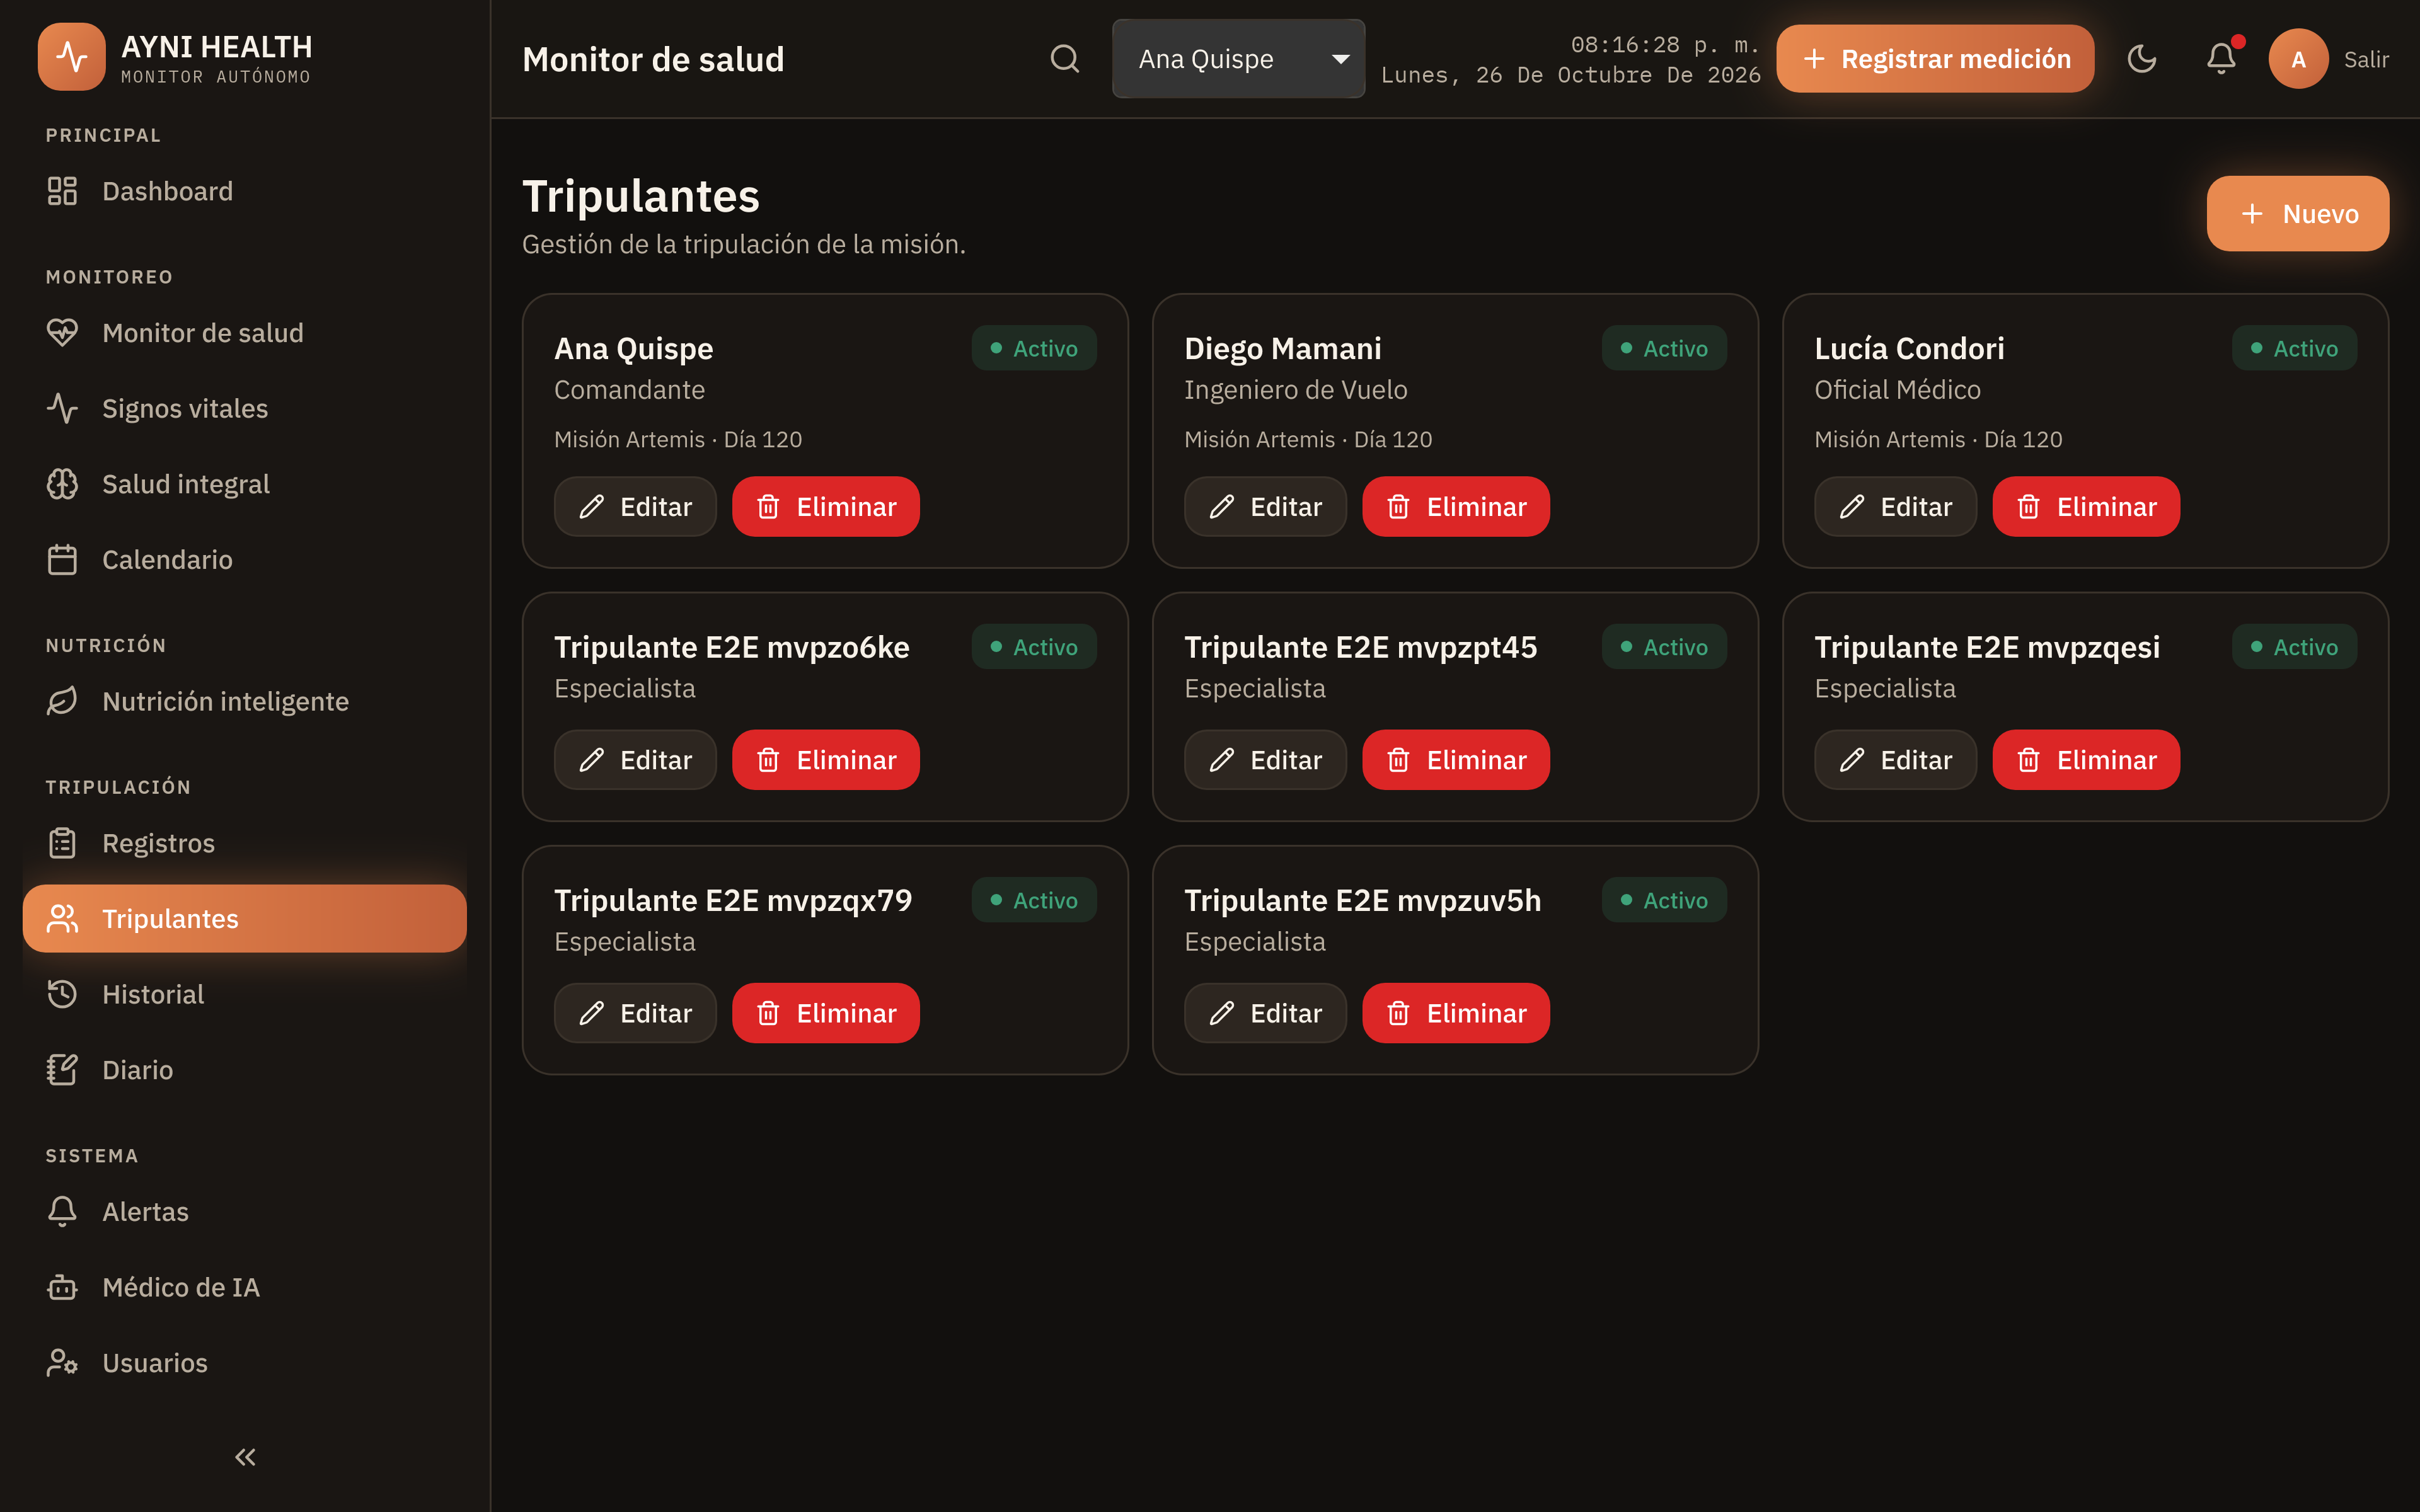 AYNI HEALTH
MONITOR AUTÓNOMO
PRINCIPAL
Dashboard
MONITOREO
Monitor de salud
Signos vitales
Salud integral
Calendario
NUTRICIÓN
Nutrición inteligente
TRIPULACIÓN
Registros
Tripulantes
Historial
Diario
SISTEMA
Alertas
Médico de IA
Usuarios
Monitor de salud
Ana Quispe
08:16:28 p. m.
Lunes, 26 De Octubre De 2026
Registrar medición
A
Salir
Tripulantes
Gestión de la tripulación de la misión.
Nuevo
Ana Quispe
Activo
Comandante
Misión Artemis · Día 120
Editar
Eliminar
Diego Mamani
Activo
Ingeniero de Vuelo
Misión Artemis · Día 120
Editar
Eliminar
Lucía Condori
Activo
Oficial Médico
Misión Artemis · Día 120
Editar
Eliminar
Tripulante E2E mvpzo6ke
Activo
Especialista
Editar
Eliminar
Tripulante E2E mvpzpt45
Activo
Especialista
Editar
Eliminar
Tripulante E2E mvpzqesi
Activo
Especialista
Editar
Eliminar
Tripulante E2E mvpzqx79
Activo
Especialista
Editar
Eliminar
Tripulante E2E mvpzuv5h
Activo
Especialista
Editar
Eliminar